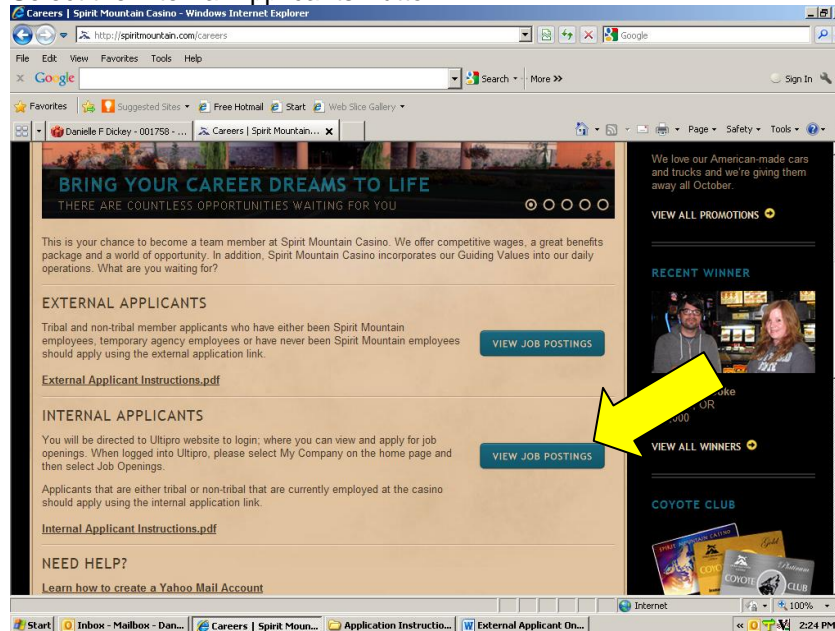 Careers | Spirit Mountain Casino - Windows Internet Explorer
http://spiritmountain.com/careers
Google
File Edit View Favorites Tools Help
x Google
Search
More >>
Sign In
Favorites
Suggested Sites
Free Hotmail
Start
Web Slice Gallery
Danielle F Dickey - 001758 - ...
Careers | Spirit Mountain... x
Page
Safety
Tools
BRING YOUR CAREER DREAMS TO LIFE
THERE ARE COUNTLESS OPPORTUNITIES WAITING FOR YOU
This is your chance to become a team member at Spirit Mountain Casino. We offer competitive wages, a great benefits
package and a world of opportunity. In addition, Spirit Mountain Casino incorporates our Guiding Values into our daily
operations. What are you waiting for?
EXTERNAL APPLICANTS
Tribal and non-tribal member applicants who have either been Spirit Mountain
employees, temporary agency employees or have never been Spirit Mountain employees
should apply using the external application link.
VIEW JOB POSTINGS
External Applicant Instructions.pdf
INTERNAL APPLICANTS
You will be directed to Ultipro website to login; where you can view and apply for job
openings. When logged into Ultipro, please select My Company on the home page and
then select Job Openings.
VIEW JOB POSTINGS
Applicants that are either tribal or non-tribal that are currently employed at the casino
should apply using the internal application link.
Internal Applicant Instructions.pdf
NEED HELP?
Learn how to create a Yahoo Mail Account
We love our American-made cars
and trucks and we're giving them
away all October.
VIEW ALL PROMOTIONS
RECENT WINNER
OR
VIEW ALL WINNERS
COYOTE CLUB
SPIRIT MOUNTAIN CASINO
Gold
Platinum
COYOTE CLUB
Internet
100%
Start
Inbox - Mailbox - Dan...
Careers | Spirit Moun...
Application Instructio...
External Applicant On...
2:24 PM